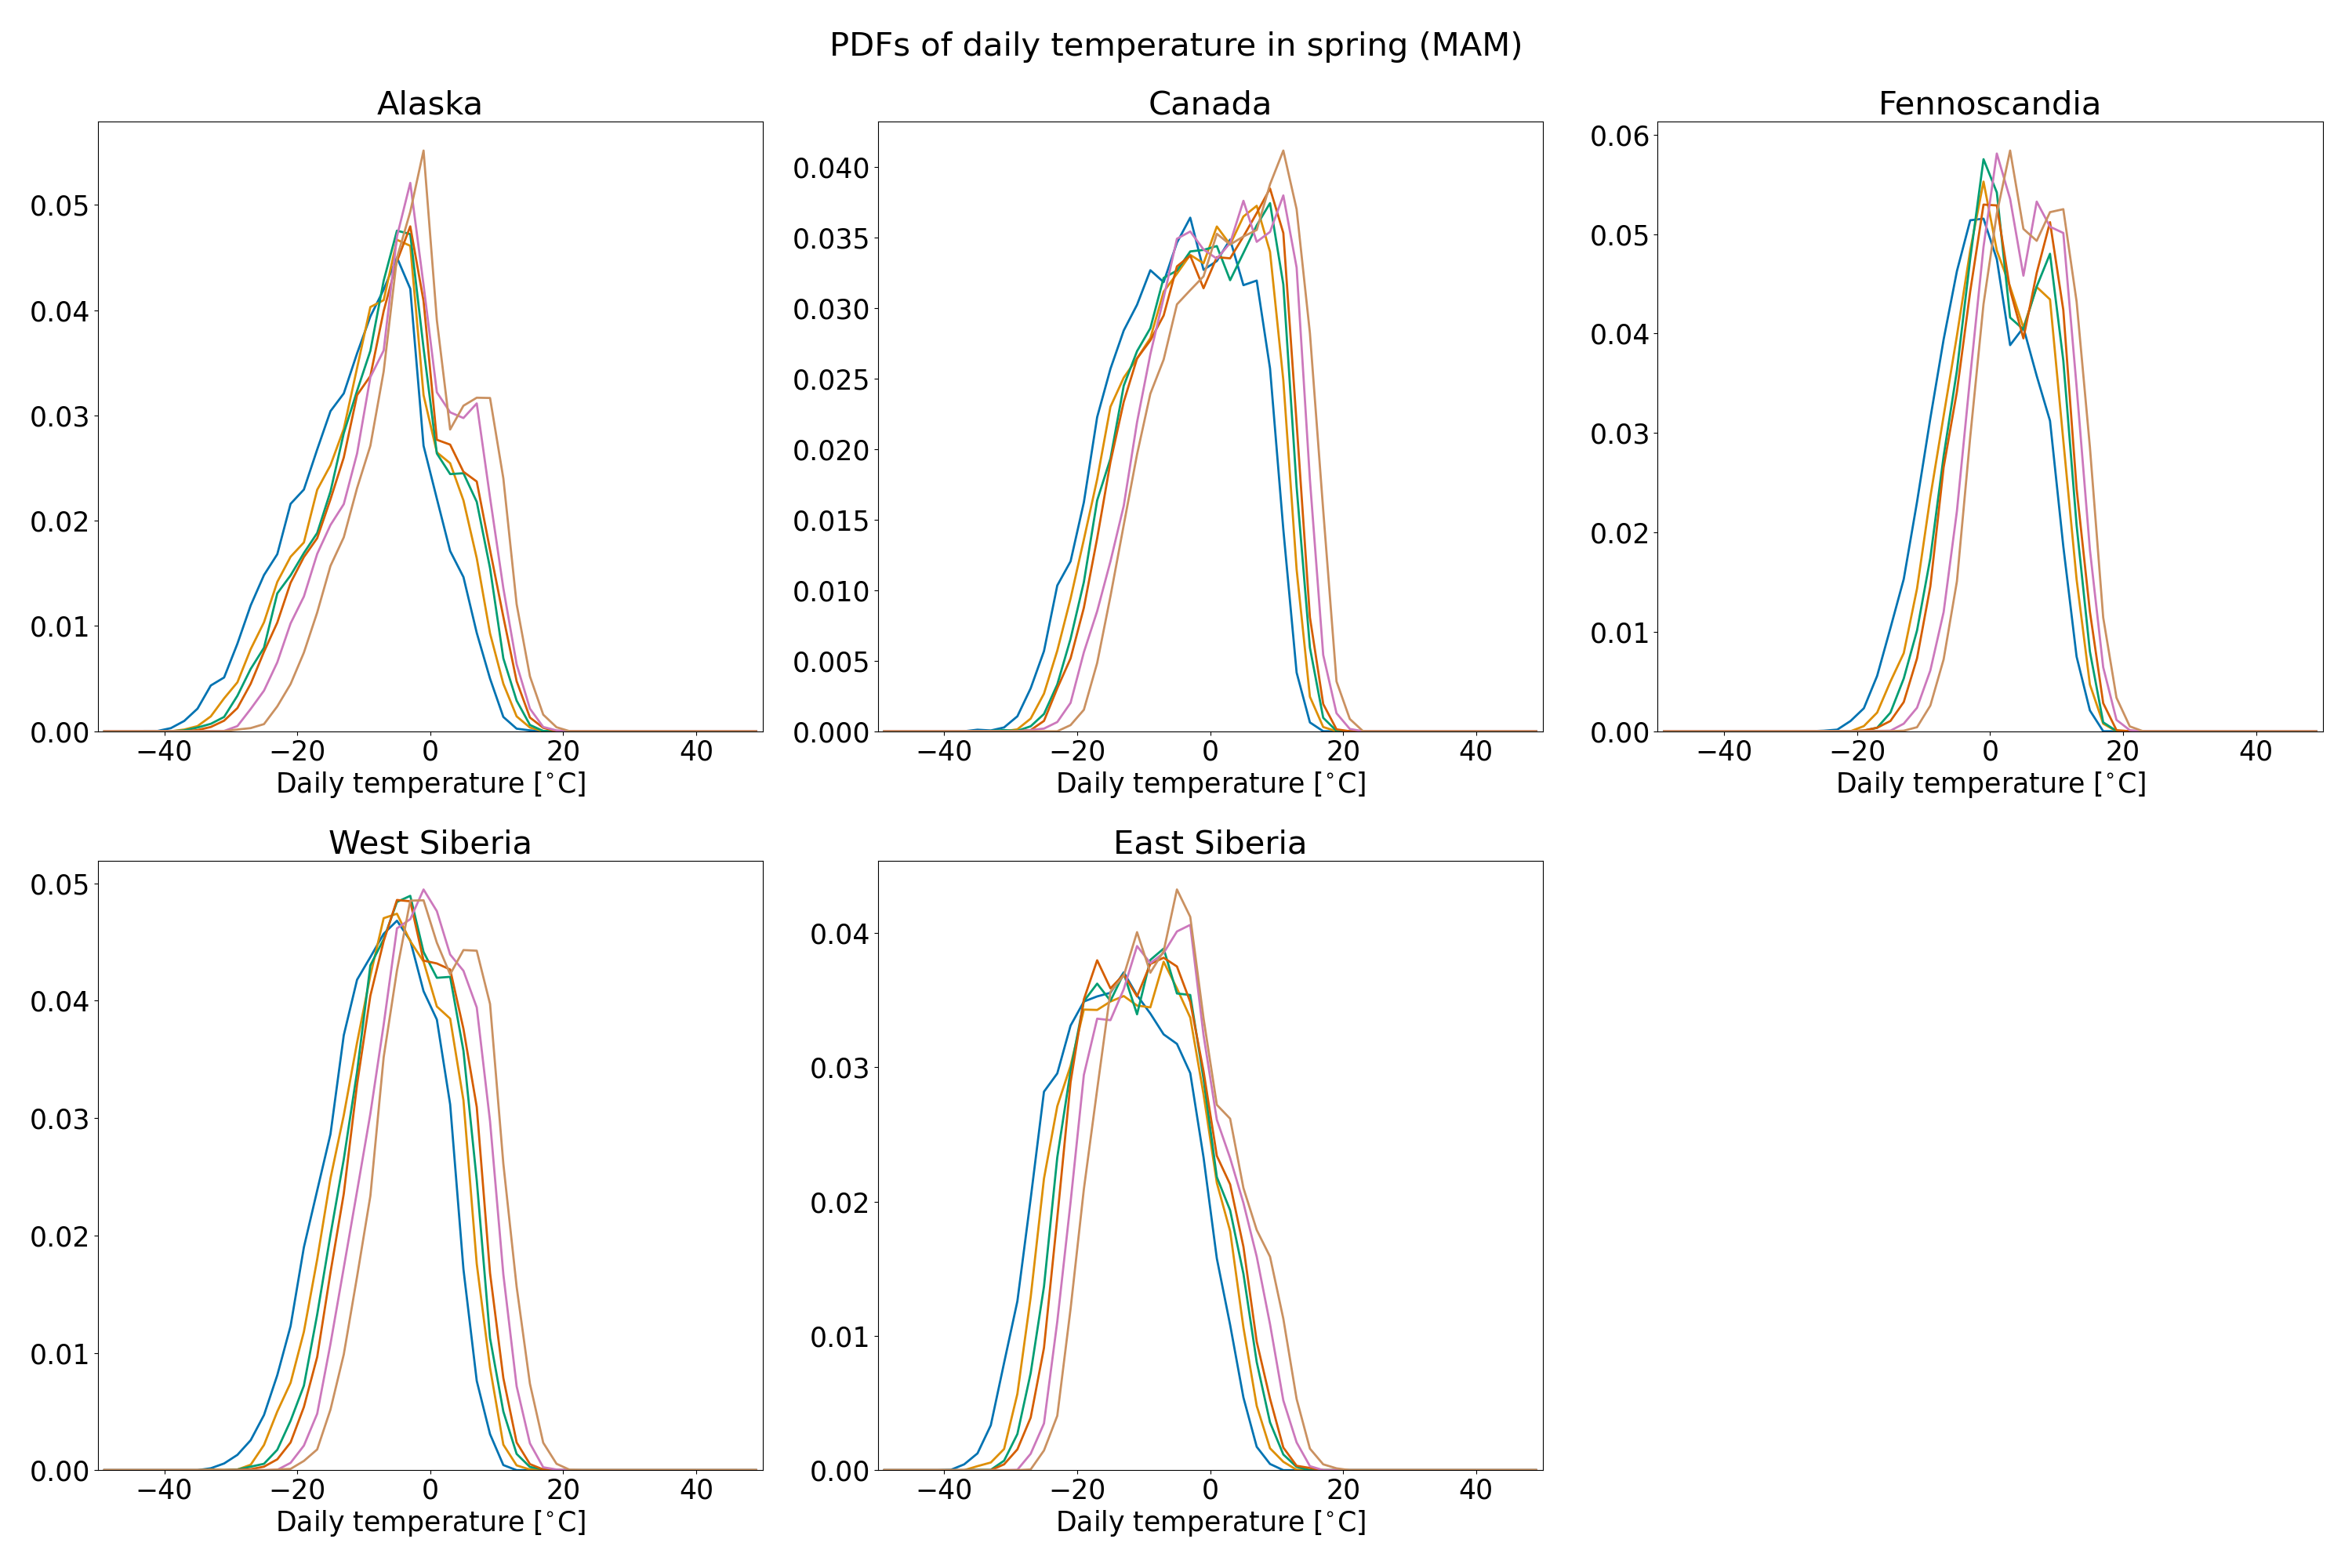 PDFs of daily temperature in spring (MAM)
Alaska
0.05
0.04
0.03
0.02
0.01
0.00
−40 −20 0 20 40
Daily temperature [°C]
Canada
0.040
0.035
0.030
0.025
0.020
0.015
0.010
0.005
0.000
−40 −20 0 20 40
Daily temperature [°C]
Fennoscandia
0.06
0.05
0.04
0.03
0.02
0.01
0.00
−40 −20 0 20 40
Daily temperature [°C]
West Siberia
0.05
0.04
0.03
0.02
0.01
0.00
−40 −20 0 20 40
Daily temperature [°C]
East Siberia
0.04
0.03
0.02
0.01
0.00
−40 −20 0 20 40
Daily temperature [°C]